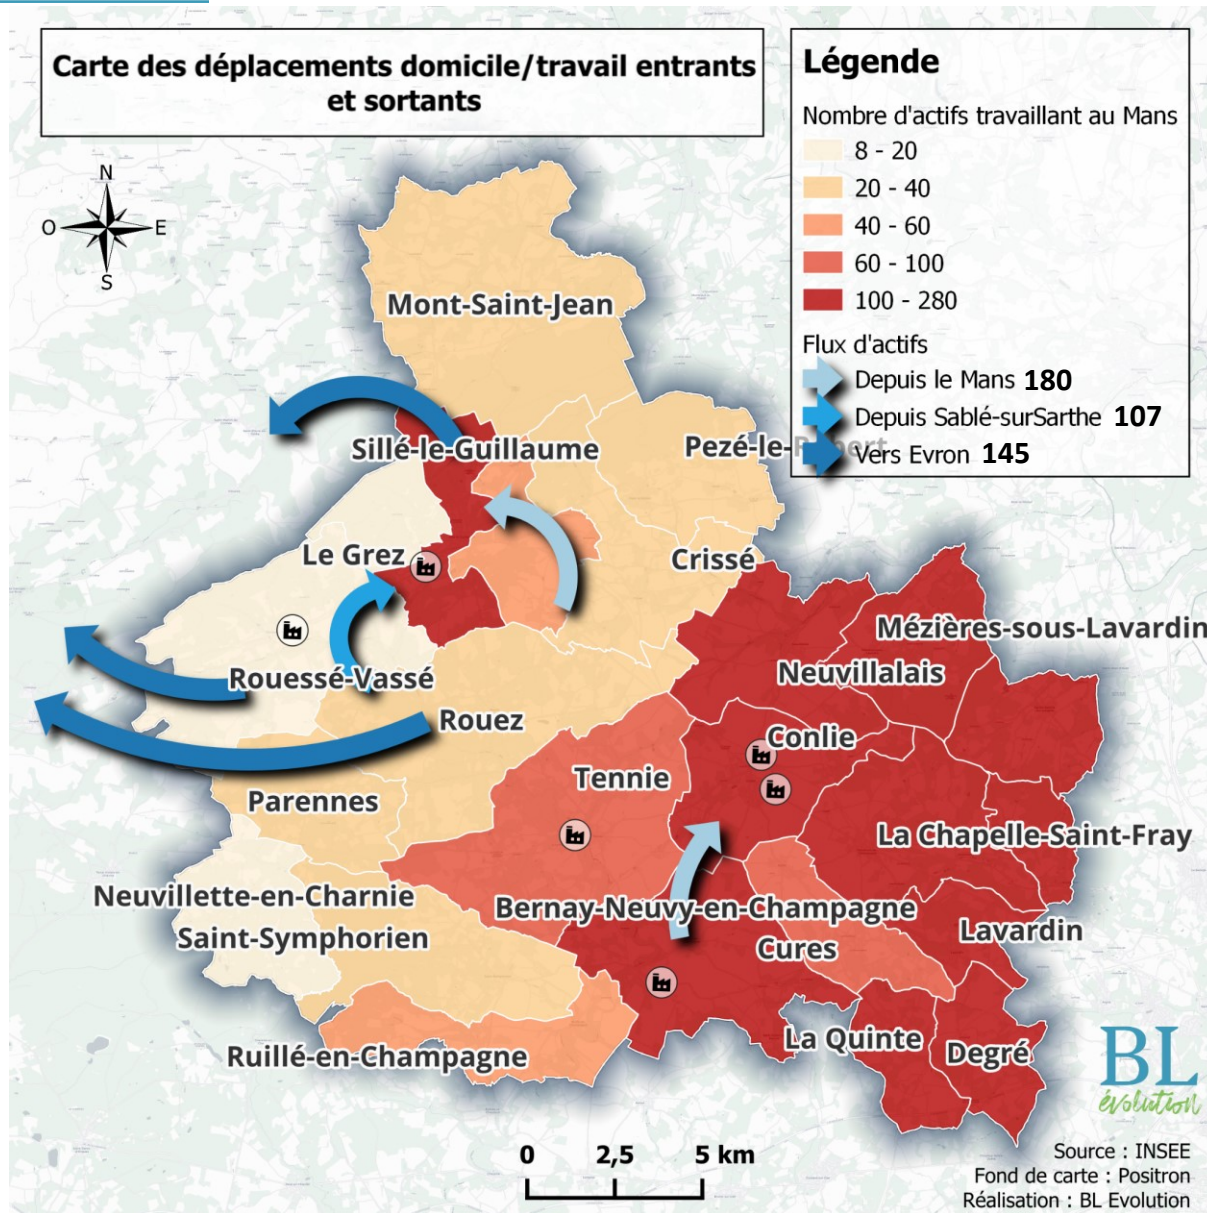 Carte des déplacements domicile/travail entrants
et sortants
Légende
Nombre d'actifs travaillant au Mans
8 - 20
20 - 40
40 - 60
60 - 100
100 - 280
Flux d'actifs
Depuis le Mans 180
Depuis Sablé-surSarthe 107
Vers Evron 145
N
O
E
S
Mont-Saint-Jean
Sillé-le-Guillaume
Pezé-le-Robert
Le Grez
Crissé
Mézières-sous-Lavardin
Neuvillalais
Rouessé-Vassé
Rouez
Conlie
Tennie
Parennes
La Chapelle-Saint-Fray
Neuvillette-en-Charnie
Bernay-Neuvy-en-Champagne
Saint-Symphorien
Cures
Lavardin
La Quinte
Degré
Ruillé-en-Champagne
BL
évolution
0 2,5 5 km
Source : INSEE
Fond de carte : Positron
Réalisation : BL Evolution